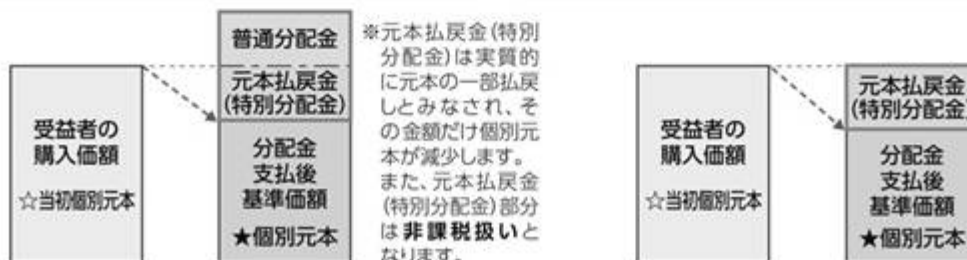 普通分配金
元本払戻金
(特別分配金)
分配金
支払後
基準価額
★個別元本
受益者の
購入価額
☆当初個別元本
※元本払戻金(特別
分配金)は実質的
に元本の一部払戻
しとみなされ、そ
の金額だけ個別元
本が減少します。
また、元本払戻金
(特別分配金)部分
は非課税扱いと
なります。
受益者の
購入価額
☆当初個別元本
元本払戻金
(特別分配金
分配金
支払後
基準価額
★個別元本